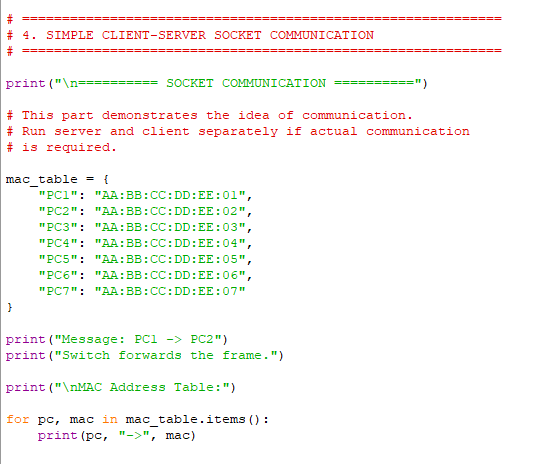 # ============================================================
# 4. SIMPLE CLIENT-SERVER SOCKET COMMUNICATION
# ============================================================
print("\n========== SOCKET COMMUNICATION ==========")
# This part demonstrates the idea of communication.
# Run server and client separately if actual communication
# is required.
mac_table = {
    "PC1": "AA:BB:CC:DD:EE:01",
    "PC2": "AA:BB:CC:DD:EE:02",
    "PC3": "AA:BB:CC:DD:EE:03",
    "PC4": "AA:BB:CC:DD:EE:04",
    "PC5": "AA:BB:CC:DD:EE:05",
    "PC6": "AA:BB:CC:DD:EE:06",
    "PC7": "AA:BB:CC:DD:EE:07"
}
print("Message: PC1 -> PC2")
print("Switch forwards the frame.")
print("\nMAC Address Table:")
for pc, mac in mac_table.items():
    print(pc, "->", mac)